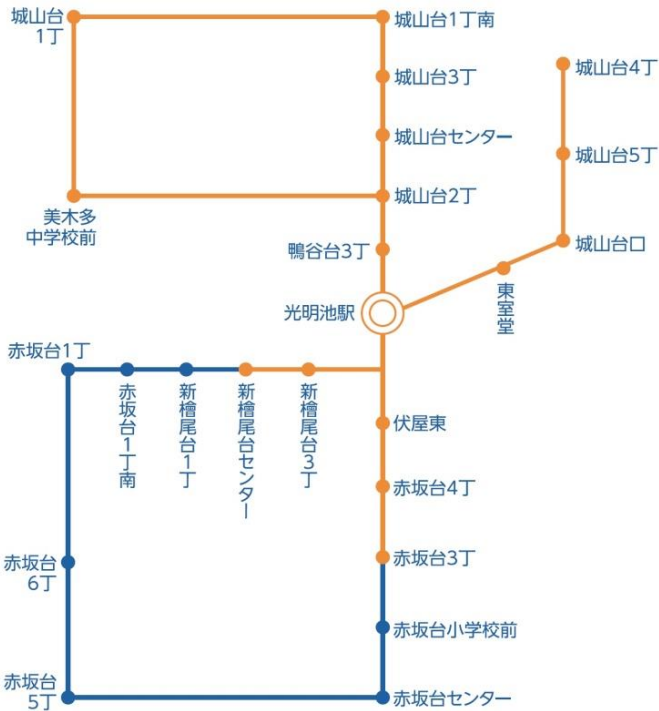 城山台
1丁
城山台1丁南
城山台3丁
城山台4丁
城山台センター
城山台5丁
美木多
中学校前
城山台2丁
鴨谷台3丁
城山台口
東室堂
光明池駅
赤坂台1丁
赤坂台1丁南
新檜尾台1丁
新檜尾台センター
新檜尾台3丁
伏屋東
赤坂台4丁
赤坂台
6丁
赤坂台3丁
赤坂台小学校前
赤坂台
5丁
赤坂台センター